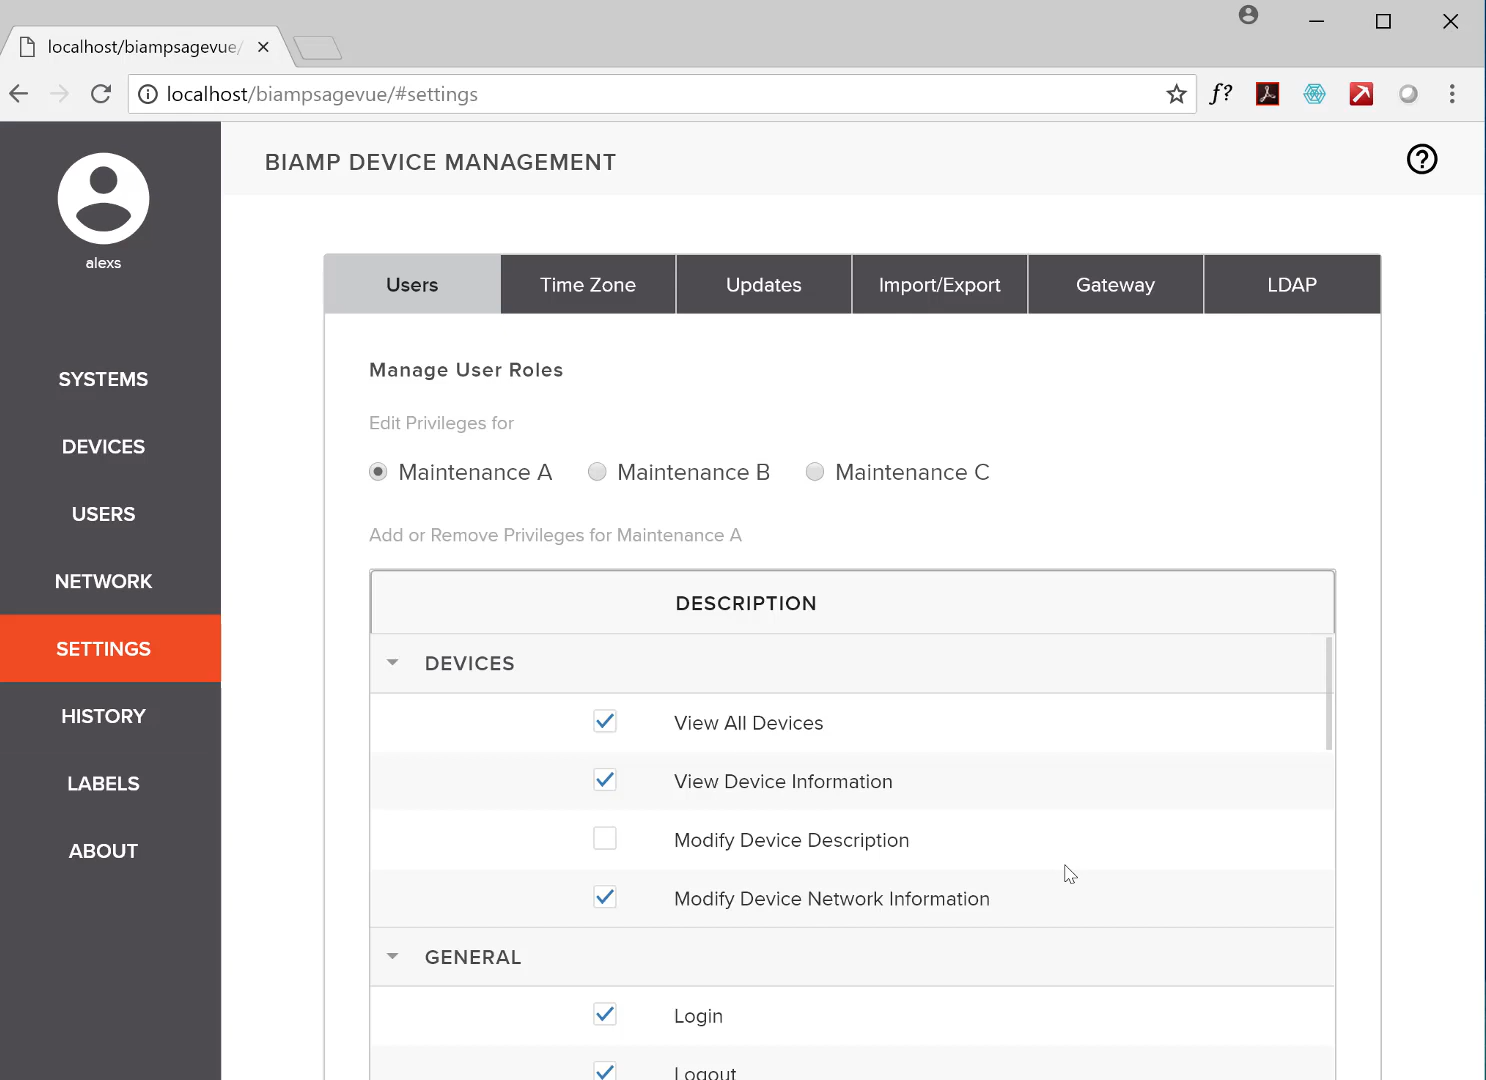 localhost/biampsagevue/
localhost/biampsagevue/#settings
f?
BIAMP DEVICE MANAGEMENT
alexs
SYSTEMS
DEVICES
USERS
NETWORK
SETTINGS
HISTORY
LABELS
ABOUT
Users Time Zone Updates Import/Export Gateway LDAP
Manage User Roles
Edit Privileges for
Maintenance A Maintenance B Maintenance C
Add or Remove Privileges for Maintenance A
DESCRIPTION
DEVICES
View All Devices
View Device Information
Modify Device Description
Modify Device Network Information
GENERAL
Login
Logout